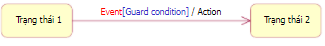 Trạng thái 1
Event[Guard condition] / Action
Trạng thái 2